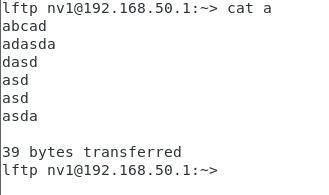 lftp nv1@192.168.50.1:~> cat a
abcad
adasda
dasd
asd
asd
asda
39 bytes transferred
lftp nv1@192.168.50.1:~>